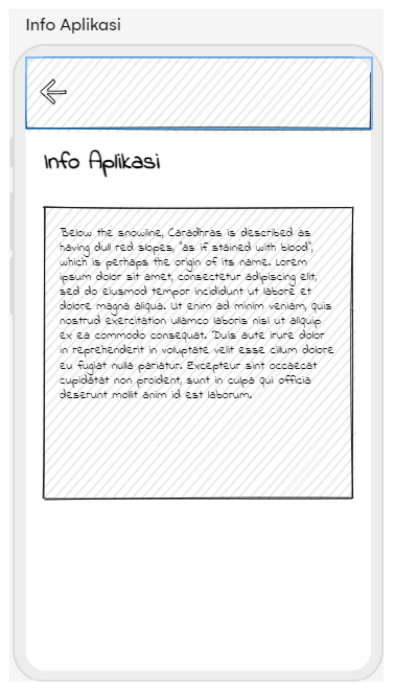 Info Aplikasi
Info Aplikasi
Below the snowline, Caradhras is described as
having dull red slopes, "as if stained with blood",
which is perhaps the origin of its name. Lorem
ipsum dolor sit amet, consectetur adipiscing elit,
sed do eiusmod tempor incididunt ut labore et
dolore magna aliqua. Ut enim ad minim veniam, quis
nostrud exercitation ullamco laboris nisi ut aliquip
ex ea commodo consequat. Duis aute irure dolor
in reprehenderit in voluptate velit esse cillum dolore
eu fugiat nulla pariatur. Excepteur sint occaecat
cupidatat non proident, sunt in culpa qui officia
deserunt mollit anim id est laborum.